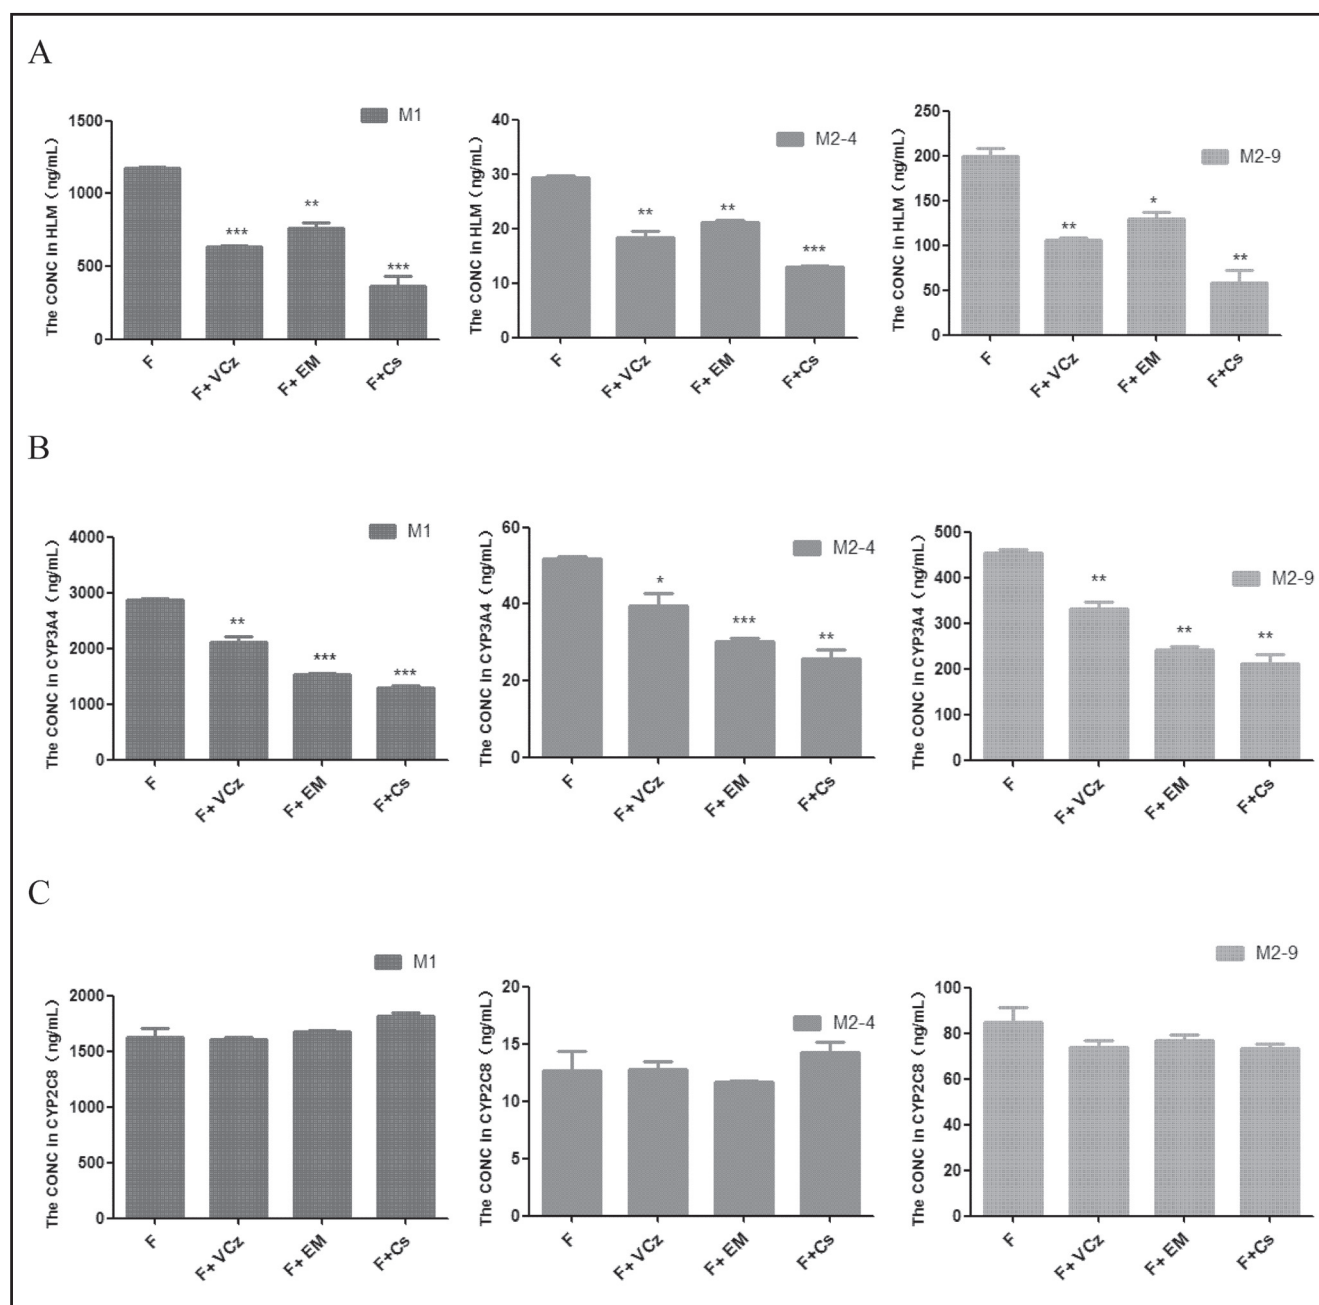 A
The CONC in HLM (ng/mL)
1500
1000
500
0
M1
**
***
***
F
F+ VCz
F+ EM
F+Cs
The CONC in HLM (ng/mL)
40
30
20
10
0
M2-4
**
**
***
F
F+ VCz
F+ EM
F+Cs
The CONC in HLM (ng/mL)
250
200
150
100
50
0
M2-9
*
**
**
F
F+ VCz
F+ EM
F+Cs
B
The CONC in CYP3A4 (ng/mL)
4000
3000
2000
1000
0
M1
**
***
***
F
F+ VCz
F+ EM
F+Cs
The CONC in CYP3A4 (ng/mL)
60
40
20
0
M2-4
*
***
**
F
F+ VCz
F+ EM
F+Cs
The CONC in CYP3A4 (ng/mL)
500
400
300
200
100
0
M2-9
**
**
**
F
F+ VCz
F+ EM
F+Cs
C
The CONC in CYP2C8 (ng/mL)
2000
1500
1000
500
0
M1
F
F+ VCz
F+ EM
F+Cs
The CONC in CYP2C8 (ng/mL)
20
15
10
5
0
M2-4
F
F+ VCz
F+ EM
F+Cs
The CONC in CYP2C8 (ng/mL)
100
80
60
40
20
0
M2-9
F
F+ VCz
F+ EM
F+Cs